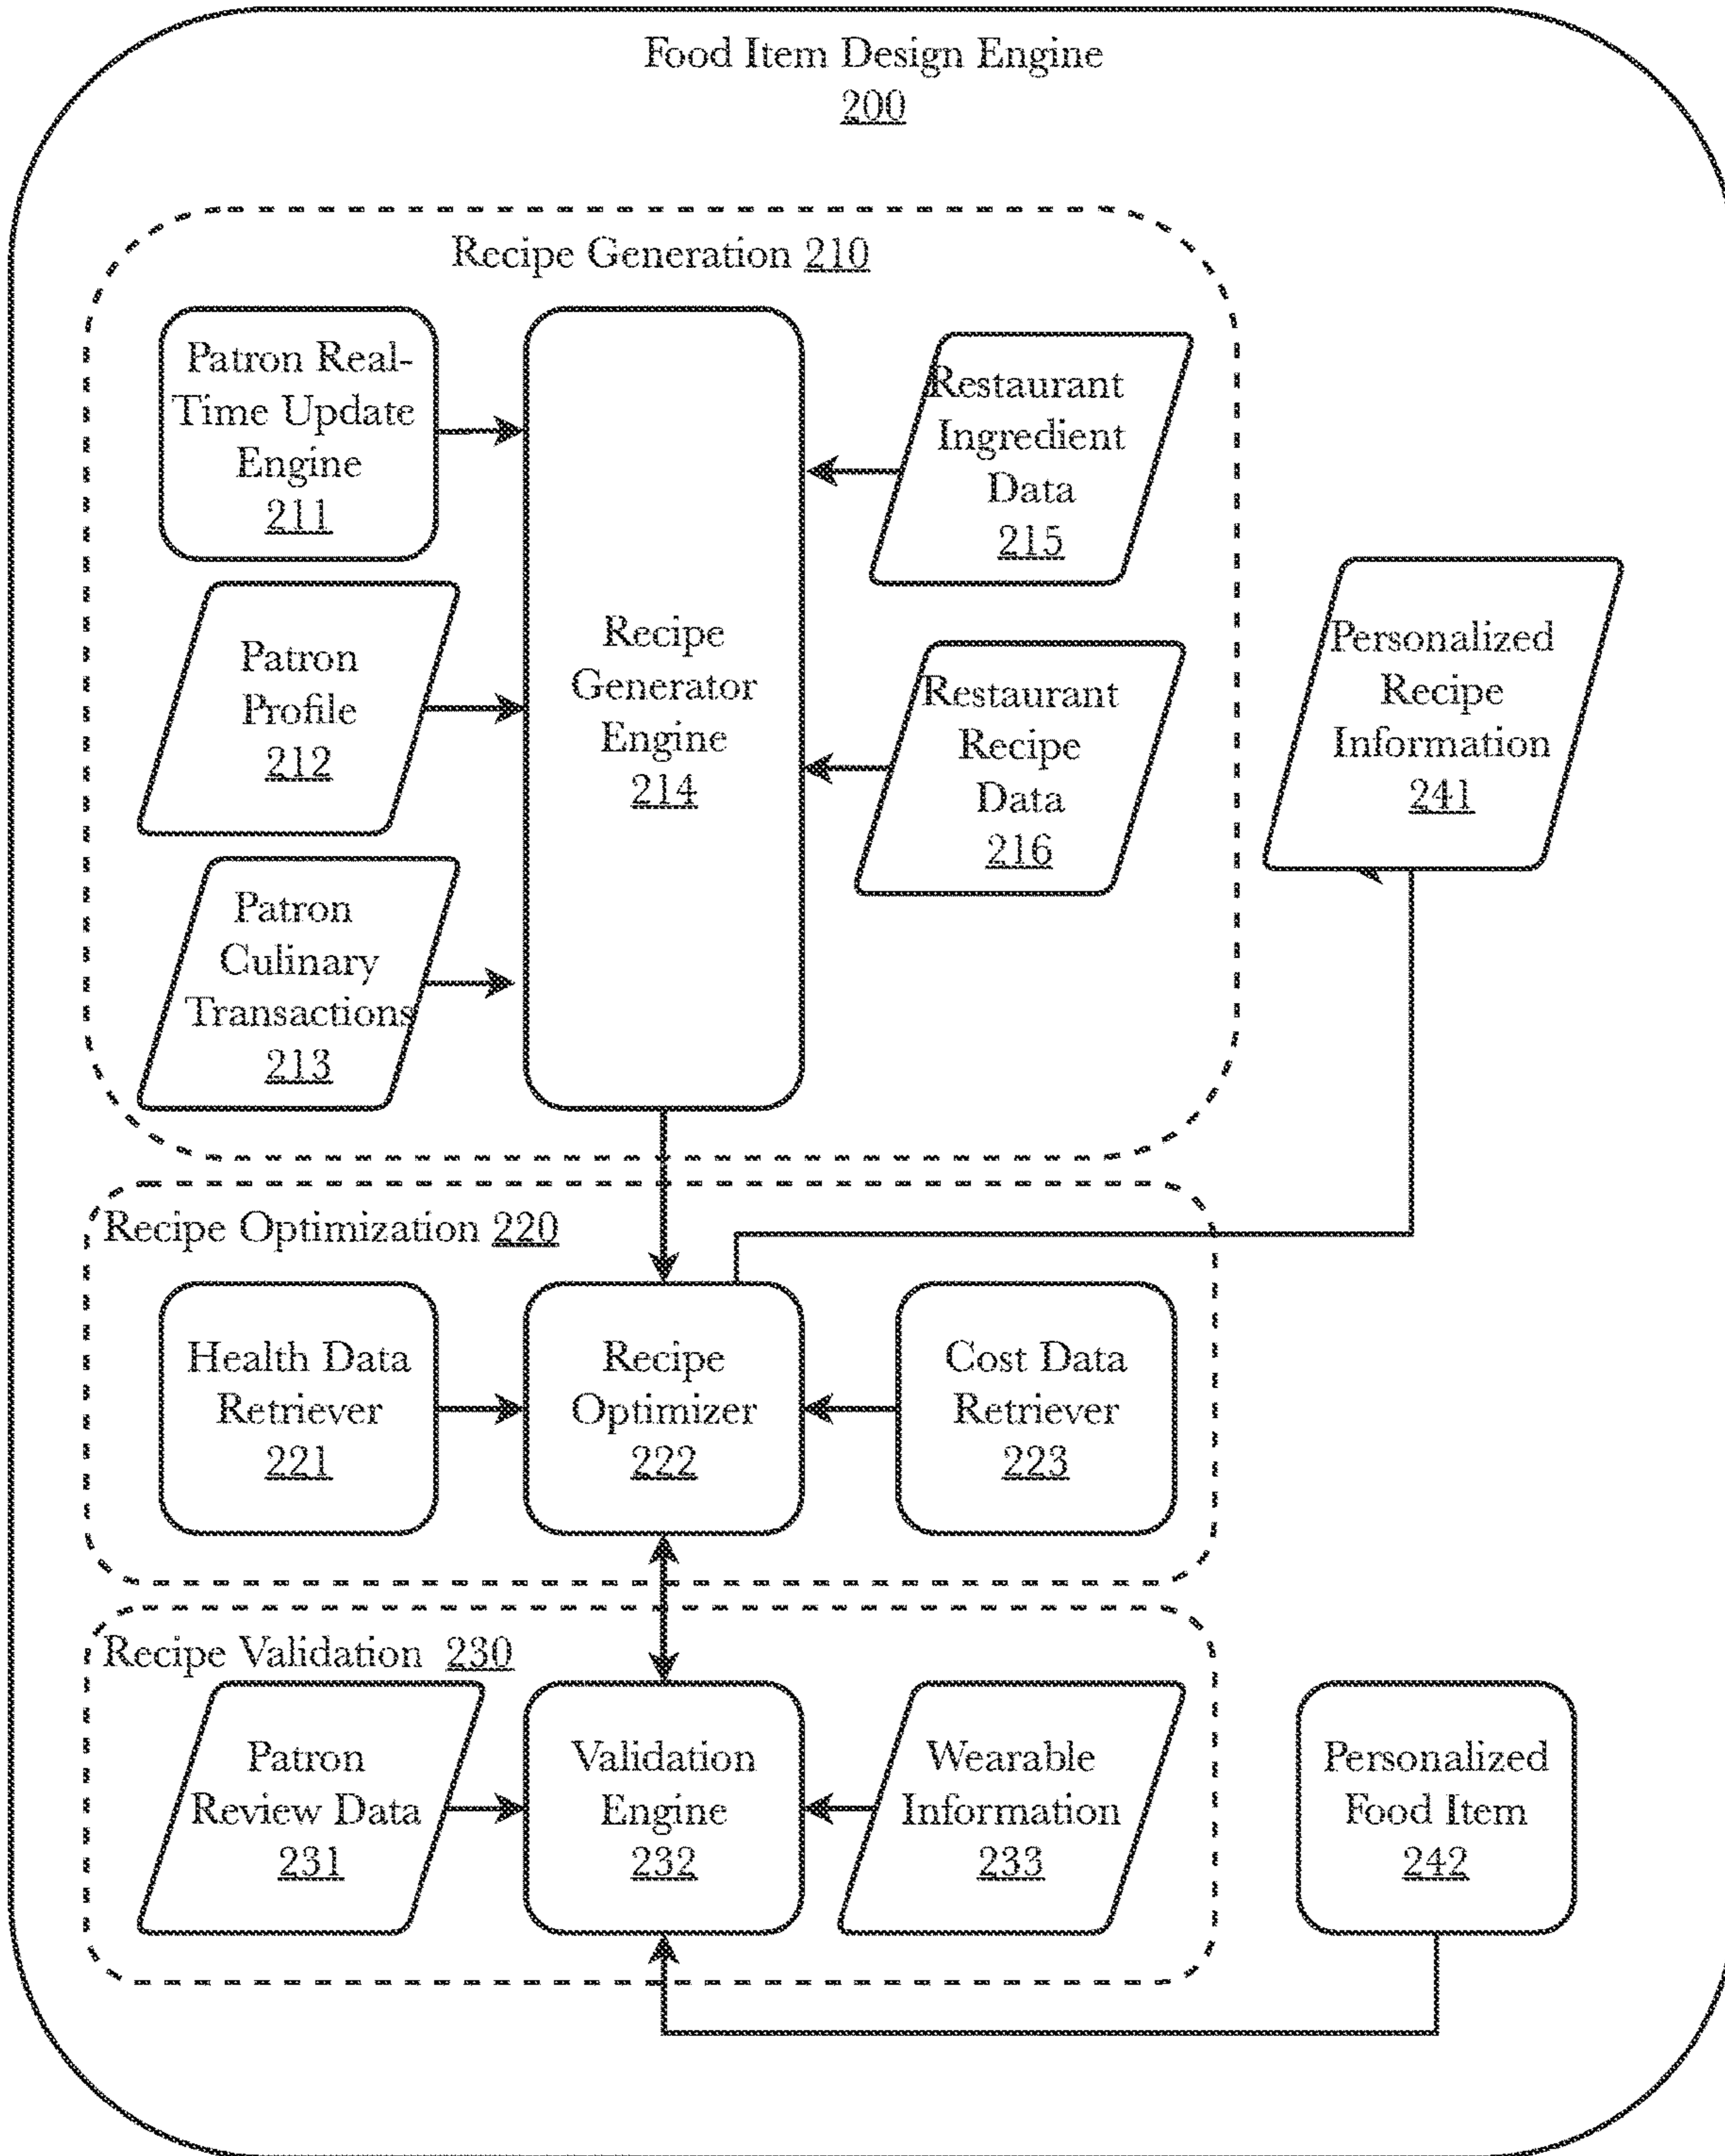 Food Item Design Engine
200
Recipe Generation 210
Patron Real-
Time Update
Engine
211
Patron
Profile
212
Patron
Culinary
Transactions
213
Recipe
Generator
Engine
214
Restaurant
Ingredient
Data
215
Restaurant
Recipe
Data
216
Personalized
Recipe
Information
241
Recipe Optimization 220
Health Data
Retriever
221
Recipe
Optimizer
222
Cost Data
Retriever
223
Recipe Validation 230
Patron
Review Data
231
Validation
Engine
232
Wearable
Information
233
Personalized
Food Item
242